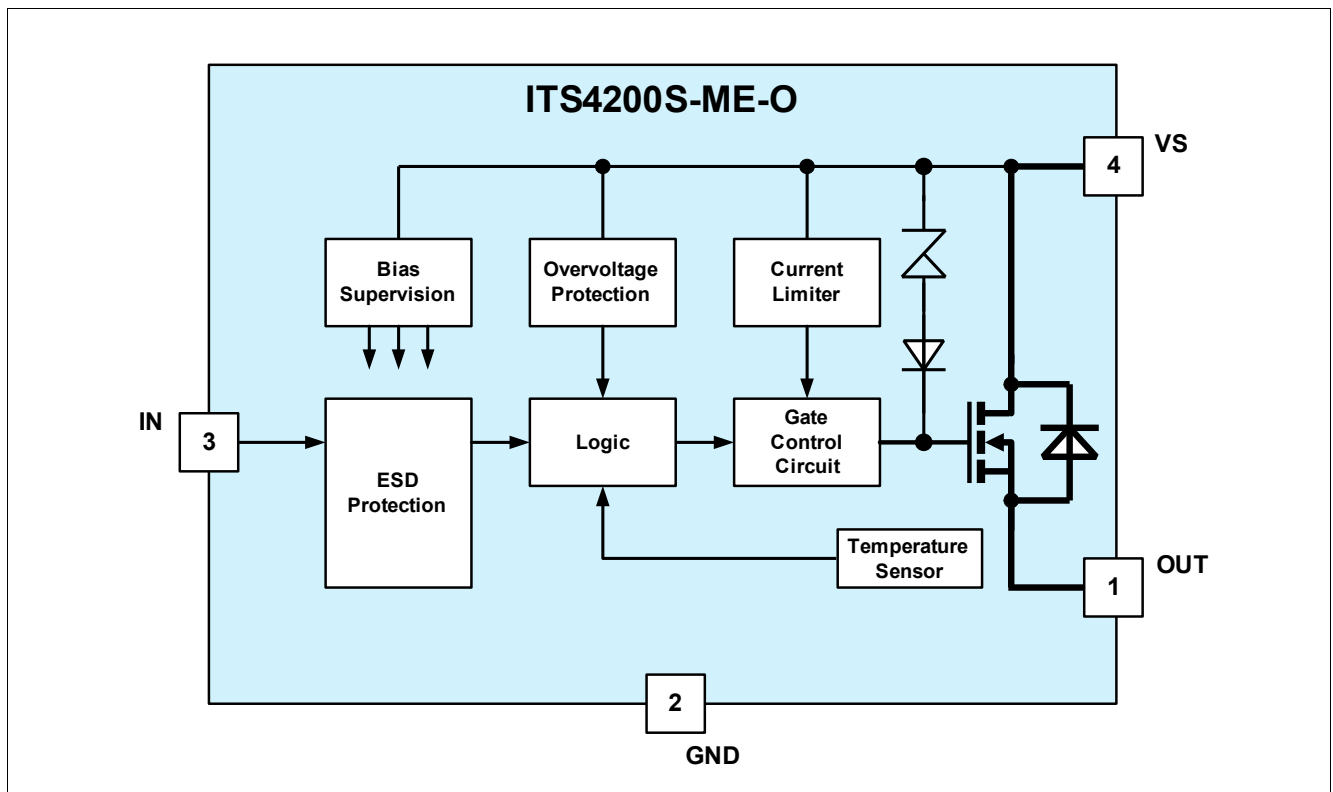 ITS4200S-ME-O
VS
4
Bias
Supervision
Overvoltage
Protection
Current
Limiter
IN
3
ESD
Protection
Logic
Gate
Control
Circuit
Temperature
Sensor
OUT
1
2
GND